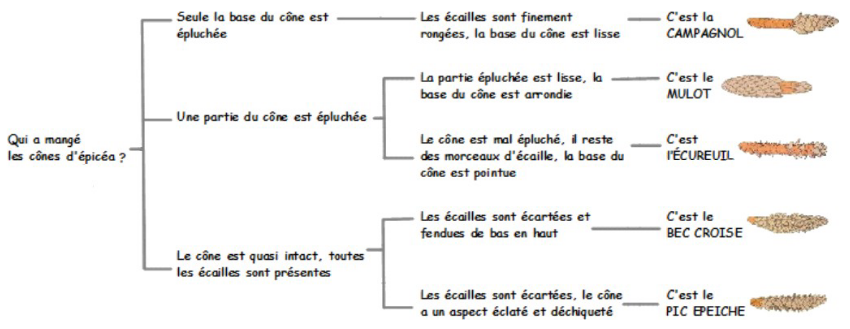 Qui a mangé
les cônes d'épicéa ?
Seule la base du cône est
épluchée
Les écailles sont finement
rongées, la base du cône est lisse
C'est la
CAMPAGNOL
Une partie du cône est épluchée
La partie épluchée est lisse, la
base du cône est arrondie
C'est le
MULOT
Le cône est mal épluché, il reste
des morceaux d'écaille, la base du
cône est pointue
C'est
l'ÉCUREUIL
Le cône est quasi intact, toutes
les écailles sont présentes
Les écailles sont écartées et
fendues de bas en haut
C'est le
BEC CROISE
Les écailles sont écartées, le cône
a un aspect éclaté et déchiqueté
C'est le
PIC EPEICHE